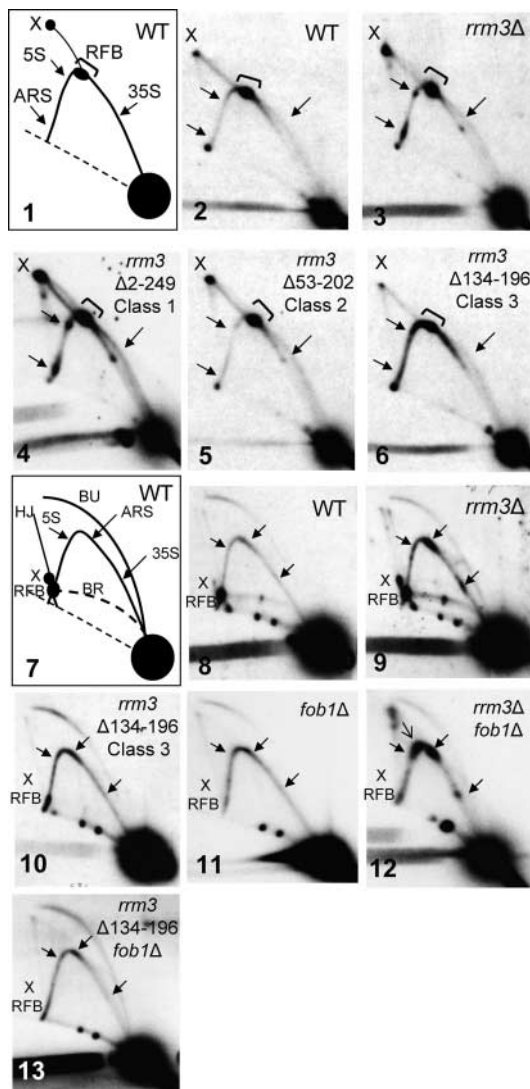 X
WT
5S
RFB
ARS
35S
1
X
WT
2
X
rrm3Δ
3
X
rrm3
Δ2-249
Class 1
4
X
rrm3
Δ53-202
Class 2
5
X
rrm3
Δ134-196
Class 3
6
WT
BU
HJ
5S
ARS
X
35S
RFB
BR
7
WT
X
RFB
8
rrm3Δ
X
RFB
9
rrm3
Δ134-196
Class 3
X
RFB
10
fob1Δ
X
RFB
11
rrm3Δ
fob1Δ
X
RFB
12
rrm3
Δ134-196
fob1Δ
X
RFB
13